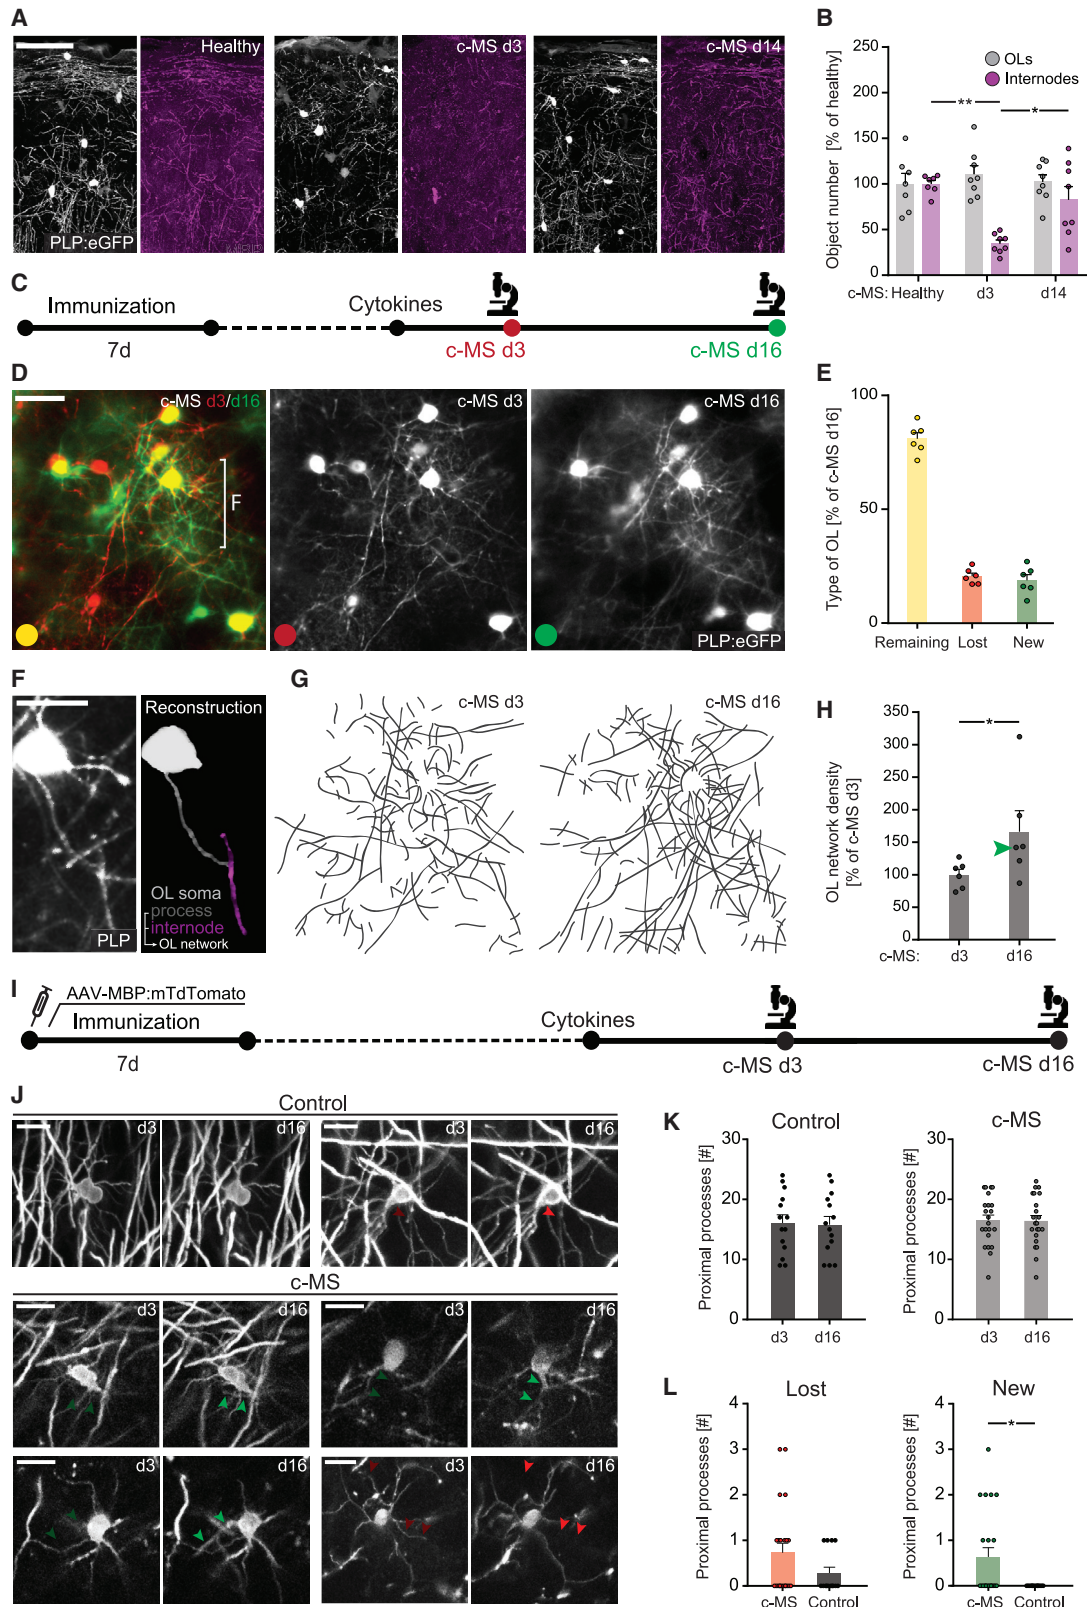 A
Healthy
c-MS d3
c-MS d14
PLP:eGFP
B
Object number [% of healthy]
250
200
150
100
50
0
OLs
Internodes
**
*
c-MS: Healthy d3 d14
C
Immunization
Cytokines
7d
c-MS d3
c-MS d16
D
c-MS d3/d16
c-MS d3
c-MS d16
F
PLP:eGFP
E
Type of OL [% of c-MS d16]
100
50
0
Remaining Lost New
F
PLP
Reconstruction
OL soma
process
internode
OL network
G
c-MS d3
c-MS d16
H
OL network density
[% of c-MS d3]
350
300
250
200
150
100
50
0
*
c-MS: d3 d16
I
AAV-MBP:mTdTomato
Immunization
Cytokines
7d
c-MS d3
c-MS d16
J
Control
d3
d16
d3
d16
c-MS
d3
d16
d3
d16
d3
d16
d3
d16
K
Control
Proximal processes [#]
30
20
10
0
d3 d16
c-MS
Proximal processes [#]
30
20
10
0
d3 d16
L
Lost
Proximal processes [#]
4
3
2
1
0
c-MS Control
New
Proximal processes [#]
4
3
2
1
0
*
c-MS Control